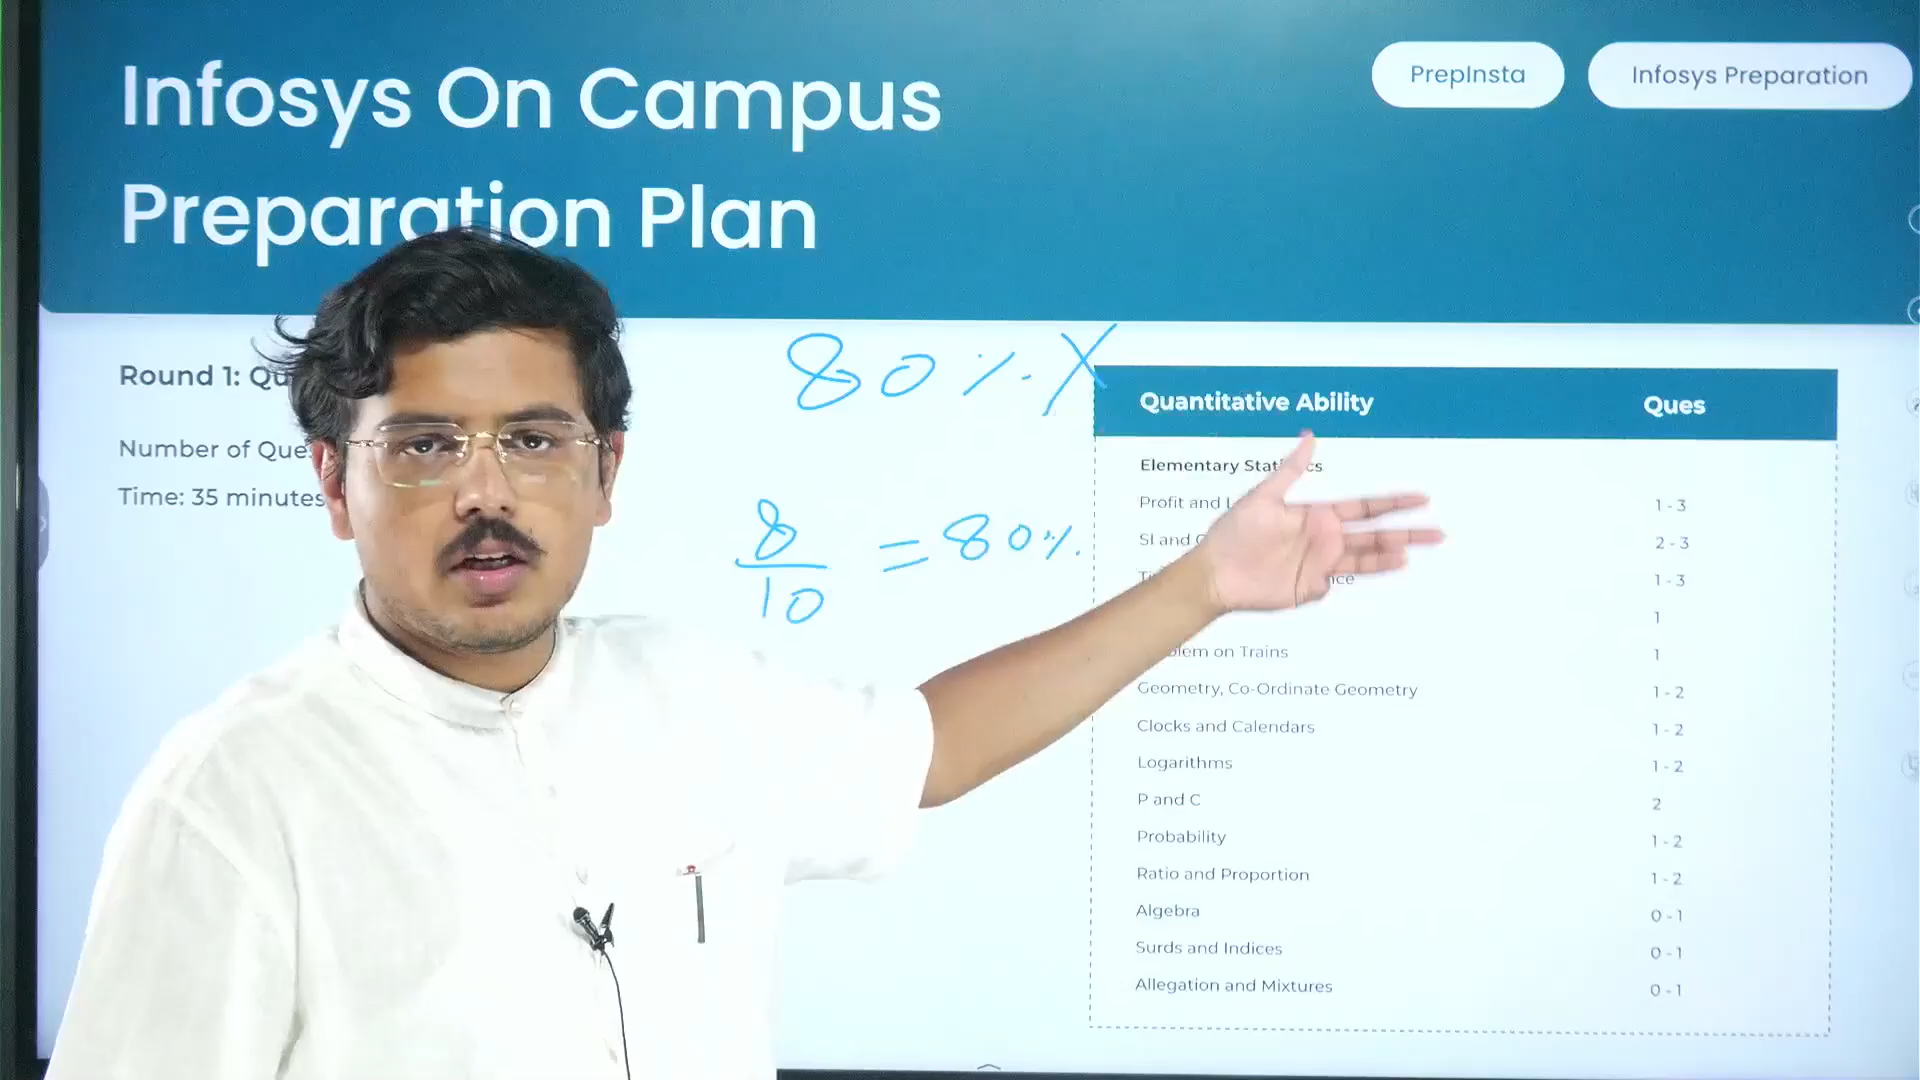 Infosys On Campus
Preparation Plan
PrepInsta
Infosys Preparation
Round 1:
Number of
Time: 35 minutes
80% X
8/10 = 80%
Quantitative Ability Ques
Elementary
Profit and 1 - 3
SI and 2 - 3
1 - 3
1
on Trains 1
Geometry, Co-Ordinate Geometry 1 - 2
Clocks and Calendars 1 - 2
Logarithms 1 - 2
P and C 2
Probability 1 - 2
Ratio and Proportion 1 - 2
Algebra 0 - 1
Surds and Indices 0 - 1
Allegation and Mixtures 0 - 1